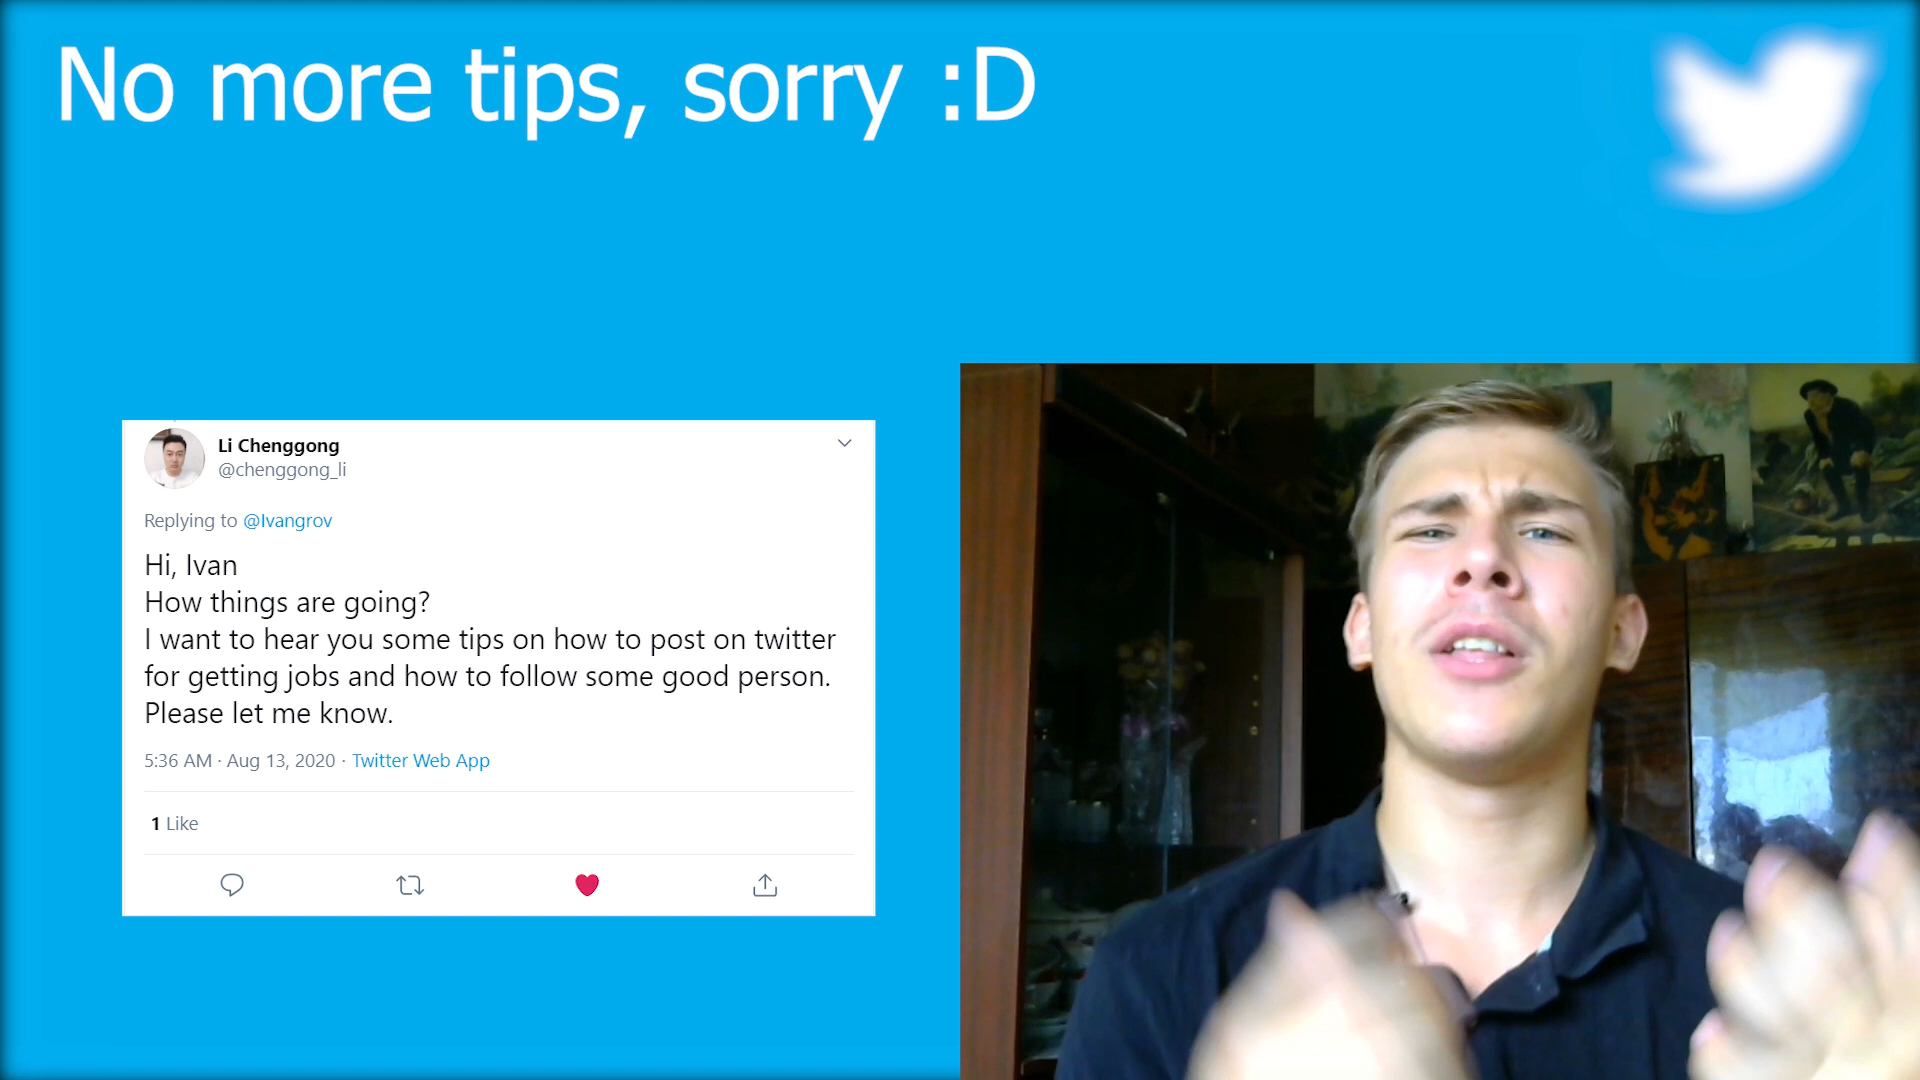 No more tips, sorry :D
Li Chenggong
@chenggong_li
Replying to @Ivangrov
Hi, Ivan
How things are going?
I want to hear you some tips on how to post on twitter
for getting jobs and how to follow some good person.
Please let me know.
5:36 AM · Aug 13, 2020 · Twitter Web App
1 Like